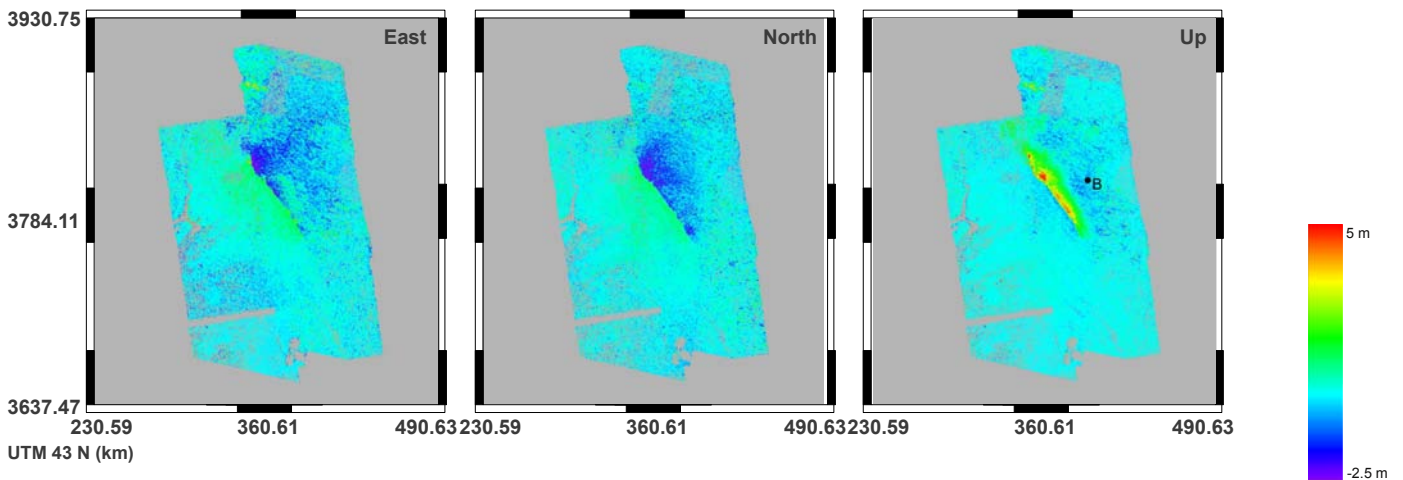 3930.75
East
North
Up
B
3784.11
5 m
3637.47
230.59 360.61 490.63 230.59 360.61 490.63 230.59 360.61 490.63
UTM 43 N (km)
-2.5 m